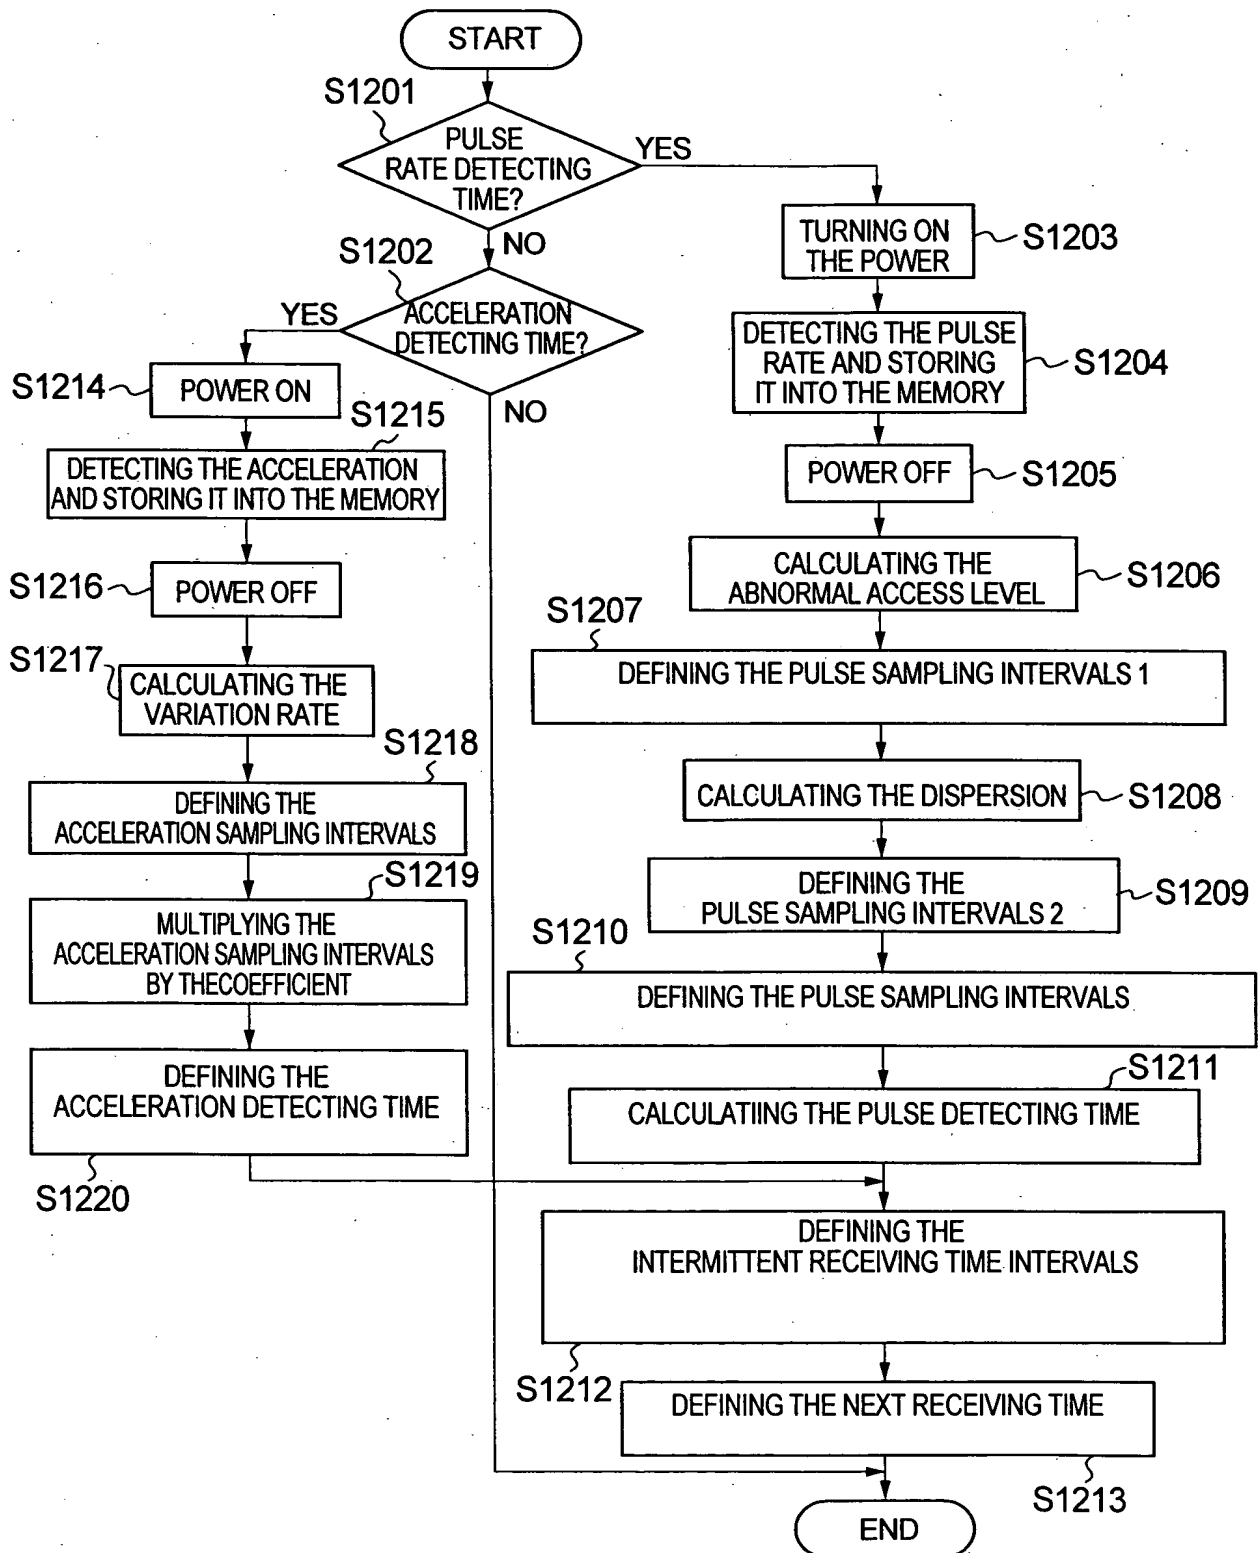 START
S1201
PULSE
RATE DETECTING
TIME?
YES
NO
S1202
ACCELERATION
DETECTING TIME?
YES
NO
TURNING ON
THE POWER
S1203
DETECTING THE PULSE
RATE AND STORING
IT INTO THE MEMORY
S1204
POWER OFF
S1205
CALCULATING THE
ABNORMAL ACCESS LEVEL
S1206
S1207
DEFINING THE PULSE SAMPLING INTERVALS 1
CALCULATING THE DISPERSION
S1208
DEFINING THE
PULSE SAMPLING INTERVALS 2
S1209
S1210
DEFINING THE PULSE SAMPLING INTERVALS
S1211
CALCULATIING THE PULSE DETECTING TIME
S1214
POWER ON
S1215
DETECTING THE ACCELERATION
AND STORING IT INTO THE MEMORY
S1216
POWER OFF
S1217
CALCULATING THE
VARIATION RATE
S1218
DEFINING THE
ACCELERATION SAMPLING INTERVALS
S1219
MULTIPLYING THE
ACCELERATION SAMPLING INTERVALS
BY THECOEFFICIENT
DEFINING THE
ACCELERATION DETECTING TIME
S1220
DEFINING THE
INTERMITTENT RECEIVING TIME INTERVALS
S1212
DEFINING THE NEXT RECEIVING TIME
S1213
END